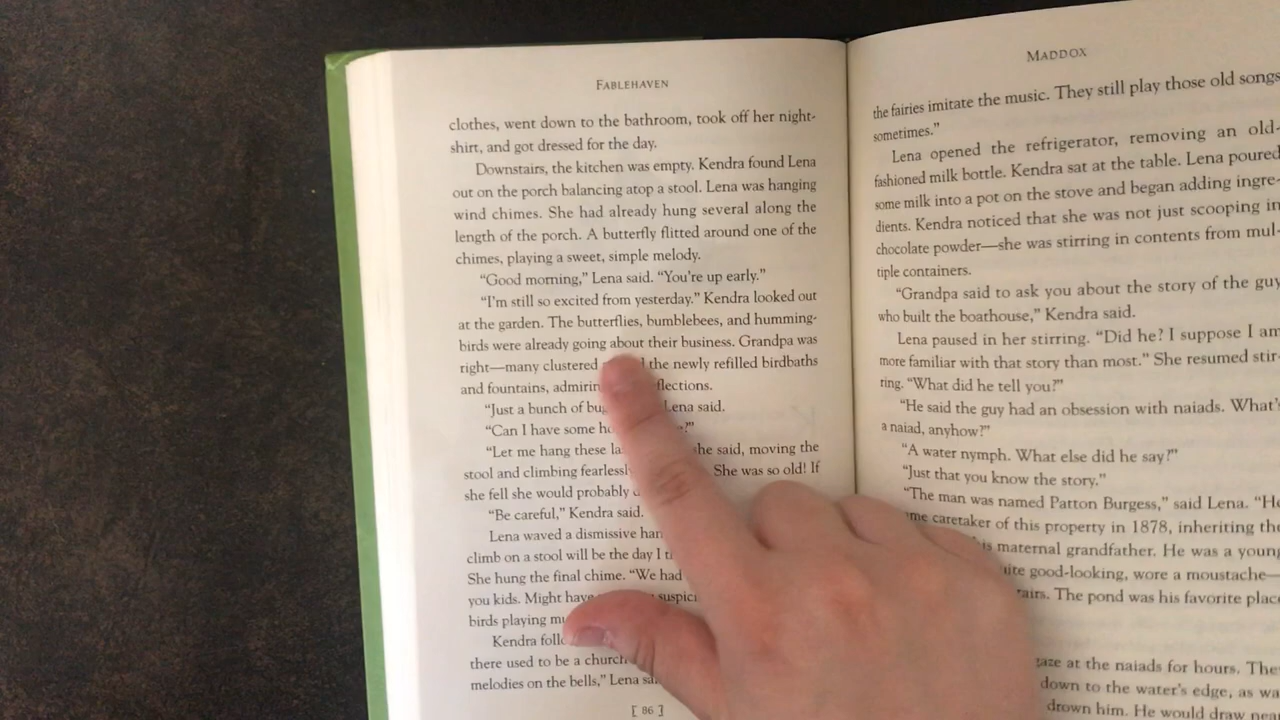 FABLEHAVEN
clothes, went down to the bathroom, took off her night-
shirt, and got dressed for the day.
Downstairs, the kitchen was empty. Kendra found Lena
out on the porch balancing atop a stool. Lena was hanging
wind chimes. She had already hung several along the
length of the porch. A butterfly flitted around one of the
chimes, playing a sweet, simple melody.
“Good morning,” Lena said. “You’re up early.”
“I’m still so excited from yesterday.” Kendra looked out
at the garden. The butterflies, bumblebees, and humming-
birds were already going about their business. Grandpa was
right—many clustered the newly refilled birdbaths
and fountains, admiring
“Just a bunch of Lena said.
“Can I have some
“Let me hang these she said, moving the
stool and climbing She was so old! If
she fell she would probably
“Be careful,” Kendra said.
Lena waved a dismissive
climb on a stool will be the day I
She hung the final chime. “We had
you kids. Might have
birds playing
Kendra
there used to be a church
melodies on the bells,” Lena
[ 86 ]
MADDOX
the fairies imitate the music. They still play those old songs
sometimes.”
Lena opened the refrigerator, removing an old-
fashioned milk bottle. Kendra sat at the table. Lena poured
some milk into a pot on the stove and began adding ingre-
dients. Kendra noticed that she was not just scooping in
chocolate powder—she was stirring in contents from mul-
tiple containers.
“Grandpa said to ask you about the story of the guy
who built the boathouse,” Kendra said.
Lena paused in her stirring. “Did he? I suppose I am
more familiar with that story than most.” She resumed stir-
ring. “What did he tell you?”
“He said the guy had an obsession with naiads. What’s
a naiad, anyhow?”
“A water nymph. What else did he say?”
“Just that you know the story.”
“The man was named Patton Burgess,” said Lena. “He
caretaker of this property in 1878, inheriting the
maternal grandfather. He was a young
good-looking, wore a moustache—
The pond was his favorite place
at the naiads for hours. They
down to the water’s edge, as was
drown him. He would draw near